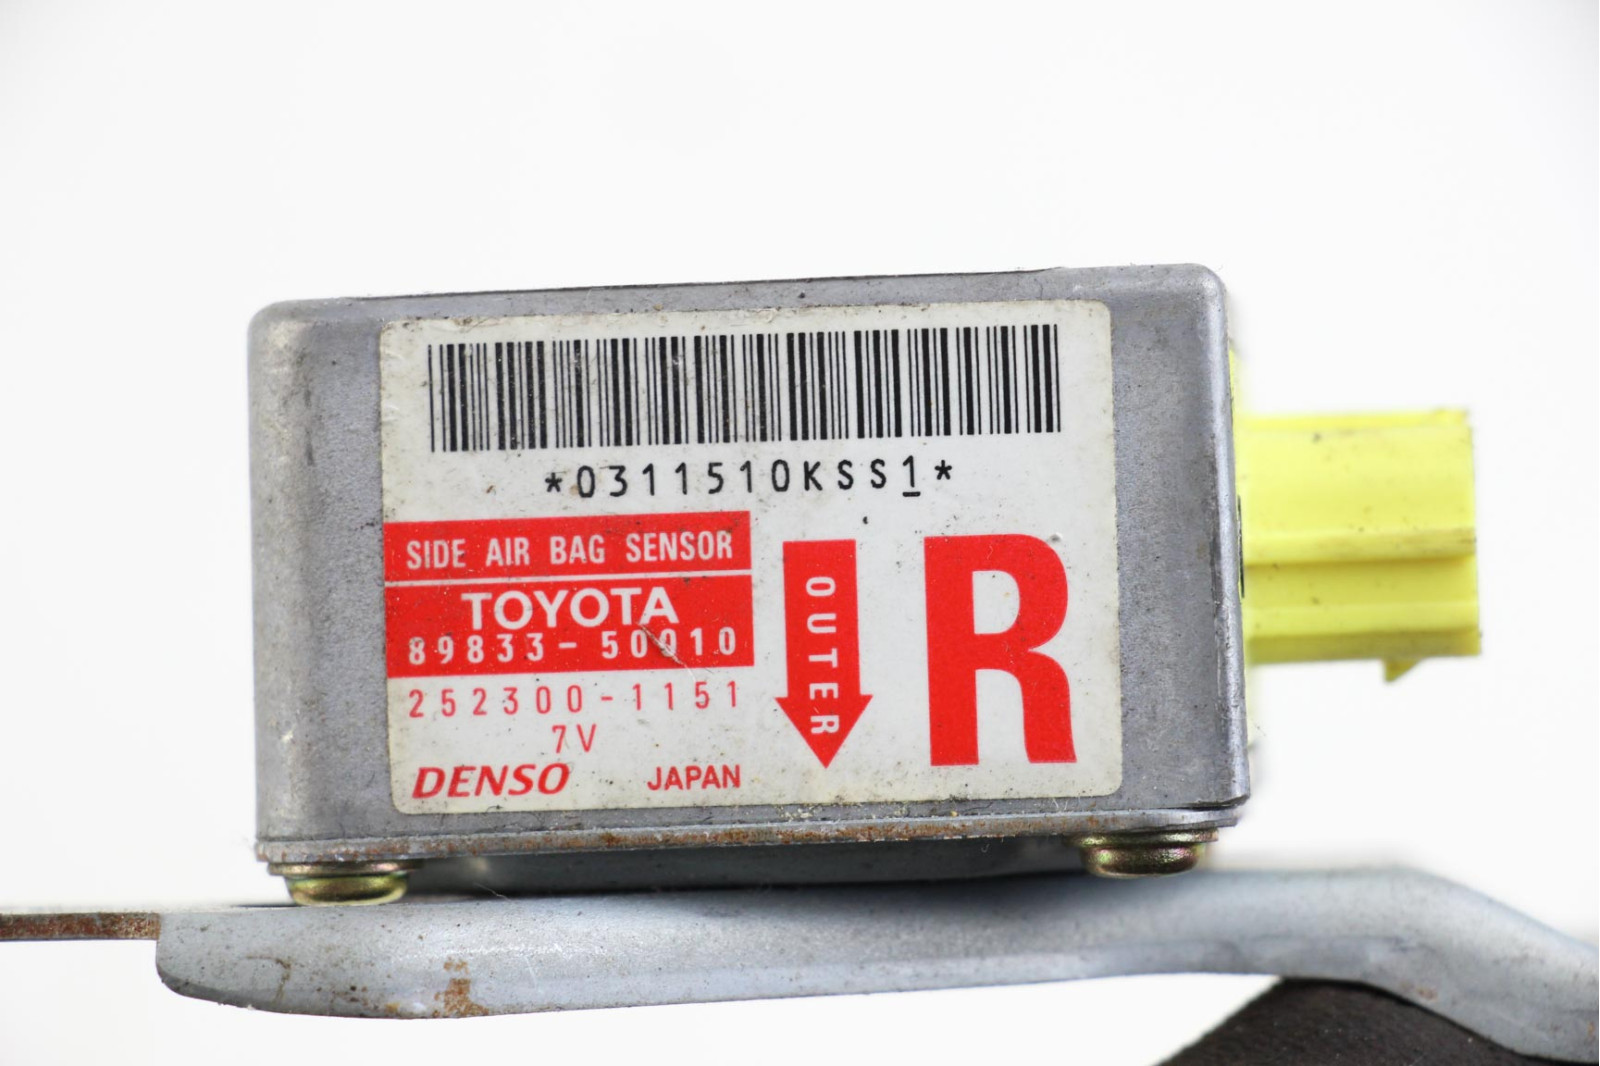 *0311510KSS1*
SIDE AIR BAG SENSOR
TOYOTA
89833-50010
252300-1151
7V
DENSO JAPAN
OUTER
R